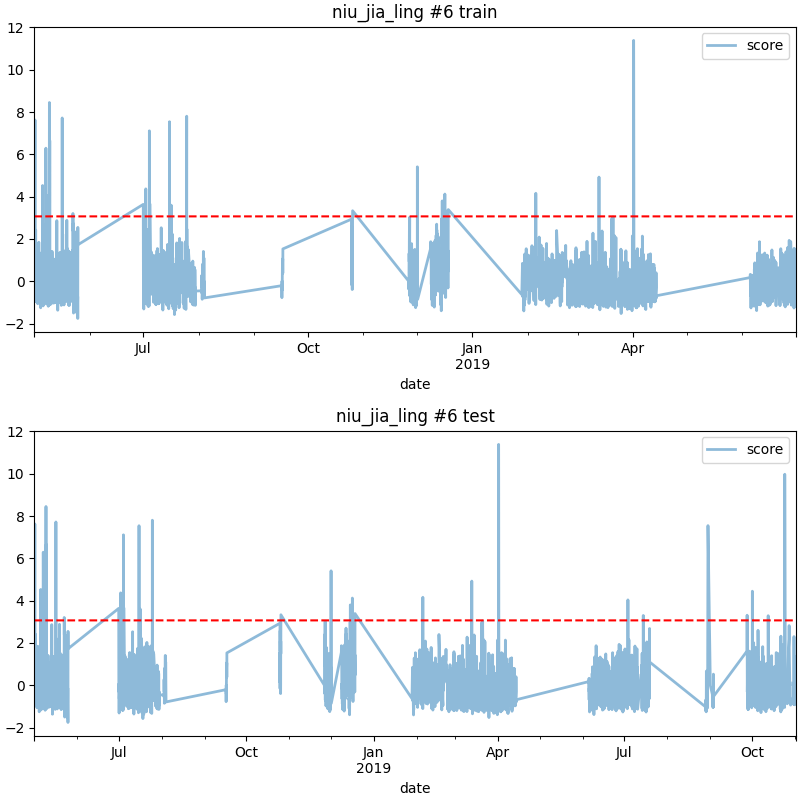 niu_jia_ling #6 train
score
12
10
8
6
4
2
0
−2
Jul
Oct
Jan
2019
Apr
date
niu_jia_ling #6 test
score
12
10
8
6
4
2
0
−2
Jul
Oct
Jan
2019
Apr
Jul
Oct
date